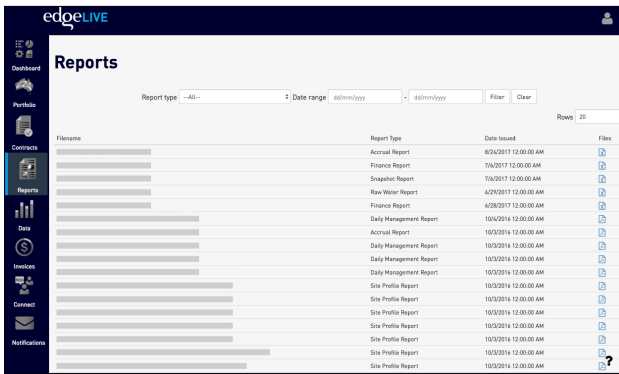 edgeLIVE
Dashboard
Portfolio
Contracts
Reports
Data
Invoices
Connect
Notifications
Reports
Report type --All-- Date range dd/mm/yyyy - dd/mm/yyyy Filter Clear
Rows 20
Filename Report Type Date Issued Files
Accrual Report 8/24/2017 12:00:00 AM
Finance Report 7/6/2017 12:00:00 AM
Snapshot Report 7/6/2017 12:00:00 AM
Raw Water Report 6/29/2017 12:00:00 AM
Finance Report 6/28/2017 12:00:00 AM
Daily Management Report 10/4/2016 12:00:00 AM
Accrual Report 10/3/2016 12:00:00 AM
Daily Management Report 10/3/2016 12:00:00 AM
Daily Management Report 10/3/2016 12:00:00 AM
Daily Management Report 10/3/2016 12:00:00 AM
Site Profile Report 10/3/2016 12:00:00 AM
Site Profile Report 10/3/2016 12:00:00 AM
Site Profile Report 10/3/2016 12:00:00 AM
Site Profile Report 10/3/2016 12:00:00 AM
Site Profile Report 10/3/2016 12:00:00 AM
Site Profile Report 10/3/2016 12:00:00 AM
Site Profile Report 10/3/2016 12:00:00 AM
?